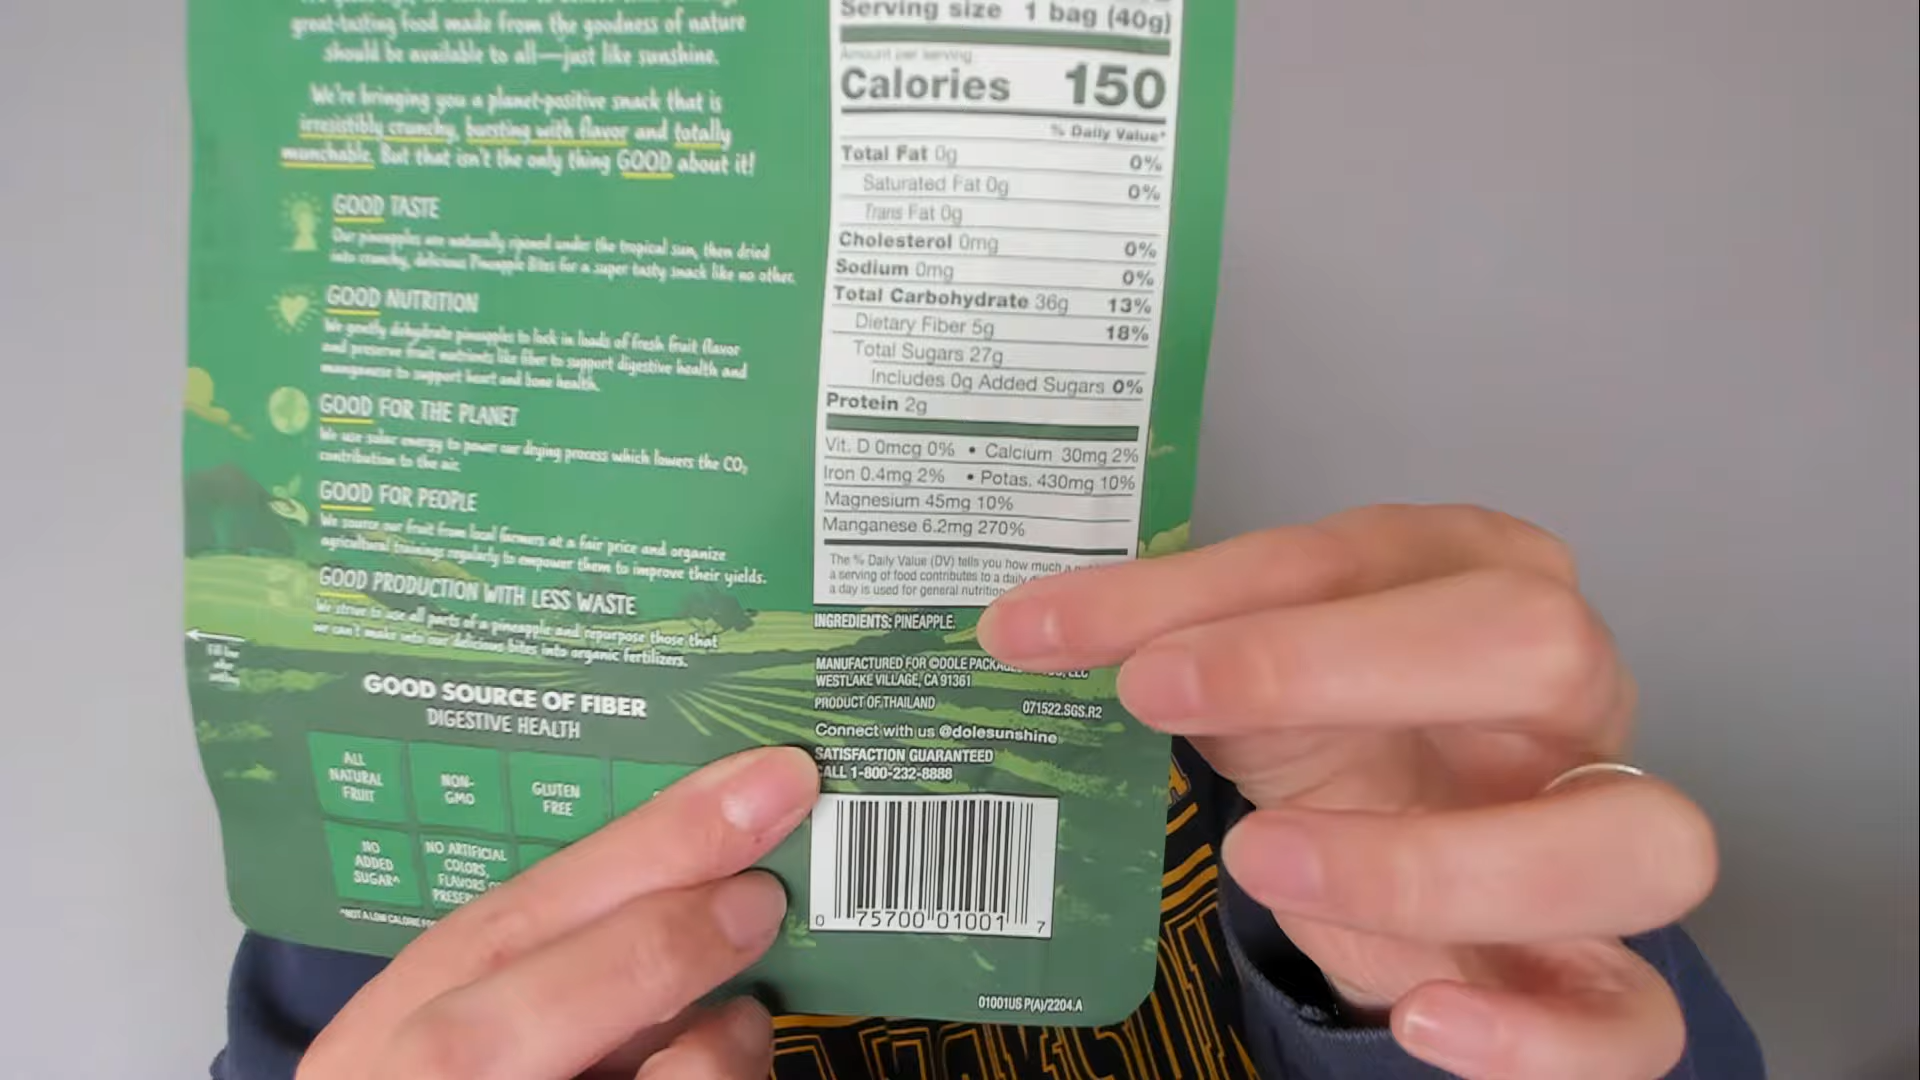 great-tasting food made from the goodness of nature
should be available to all—just like sunshine.
We're bringing you a planet-positive snack that is
irresistibly crunchy, bursting with flavor and totally
munchable. But that isn't the only thing GOOD about it!
GOOD TASTE
Our pineapples are naturally ripened under the tropical sun, then dried
into crunchy, delicious Pineapple Bites for a super tasty snack like no other.
GOOD NUTRITION
We gently dehydrate pineapples to lock in loads of fresh fruit flavor
and preserve fruit nutrients like fiber to support digestive health and
manganese to support heart and bone health.
GOOD FOR THE PLANET
We use solar energy to power our drying process which lowers the CO₂
contribution to the air.
GOOD FOR PEOPLE
We source our fruit from local farmers at a fair price and organize
agricultural trainings regularly to empower them to improve their yields.
GOOD PRODUCTION WITH LESS WASTE
We strive to use all parts of a pineapple and repurpose those that
we can't make into our delicious bites into organic fertilizers.
GOOD SOURCE OF FIBER
DIGESTIVE HEALTH
ALL
NATURAL
FRUIT
NON-
GMO
GLUTEN
FREE
NO
ADDED
SUGAR^
NO ARTIFICIAL
COLORS,
FLAVORS
^NOT A LOW CALORIE
Serving size 1 bag (40g)
Amount per serving
Calories 150
% Daily Value*
Total Fat 0g 0%
Saturated Fat 0g 0%
Trans Fat 0g
Cholesterol 0mg 0%
Sodium 0mg 0%
Total Carbohydrate 36g 13%
Dietary Fiber 5g 18%
Total Sugars 27g
Includes 0g Added Sugars 0%
Protein 2g
Vit. D 0mcg 0% • Calcium 30mg 2%
Iron 0.4mg 2% • Potas. 430mg 10%
Magnesium 45mg 10%
Manganese 6.2mg 270%
The % Daily Value (DV) tells you how much a
a serving of food contributes to a daily
a day is used for general nutrition
INGREDIENTS: PINEAPPLE.
MANUFACTURED FOR ©DOLE LLC
WESTLAKE VILLAGE, CA 91361
PRODUCT OF THAILAND 071522.SGS.R2
Connect with us @dolesunshine
SATISFACTION GUARANTEED
CALL 1-800-232-8888
0 75700 01001 7
01001US P(A)/2204.A